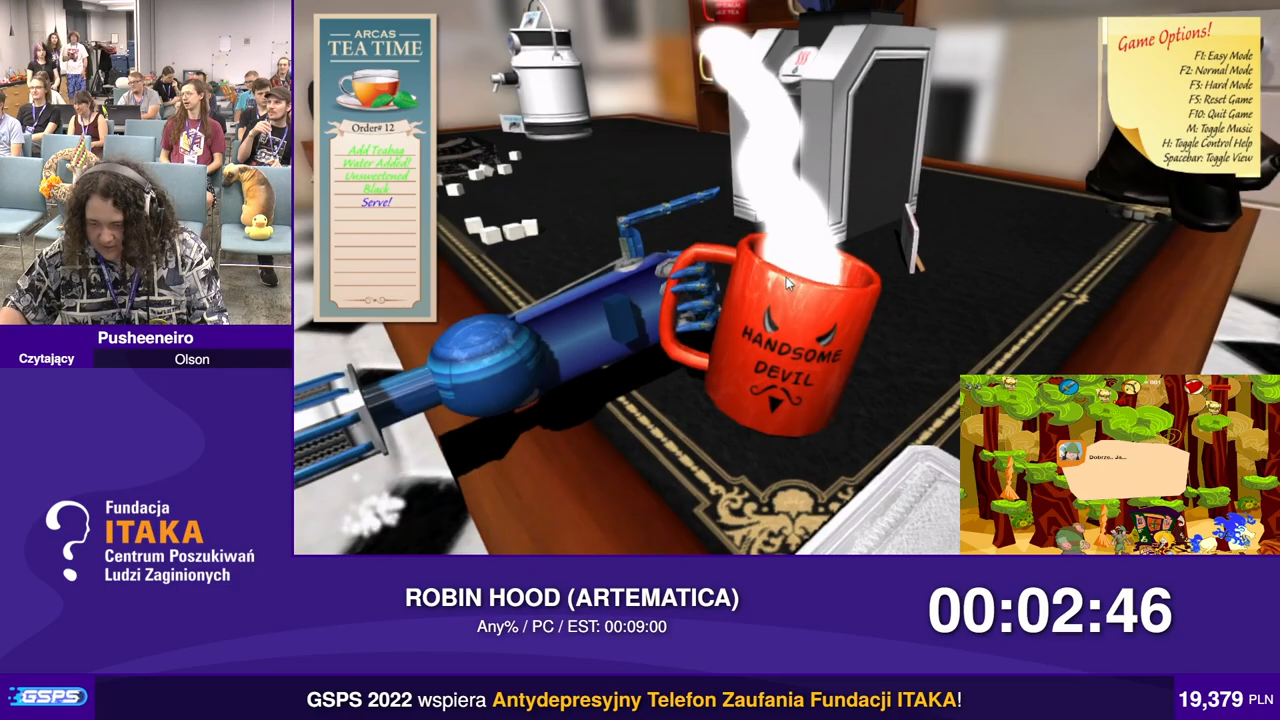 ARCAS
TEA TIME
Order# 12
Add Teabag
Water Added!
Unsweetened
Black
Serve!
Game Options!
F1: Easy Mode
F2: Normal Mode
F3: Hard Mode
F5: Reset Game
F10: Quit Game
M: Toggle Music
H: Toggle Control Help
Spacebar: Toggle View
HANDSOME
DEVIL
Dobrze.. Ja...
Pusheeneiro
Czytający
Olson
Fundacja
ITAKA
Centrum Poszukiwań
Ludzi Zaginionych
ROBIN HOOD (ARTEMATICA)
Any% / PC / EST: 00:09:00
00:02:46
GSPS
GSPS 2022 wspiera Antydepresyjny Telefon Zaufania Fundacji ITAKA!
19,379 PLN